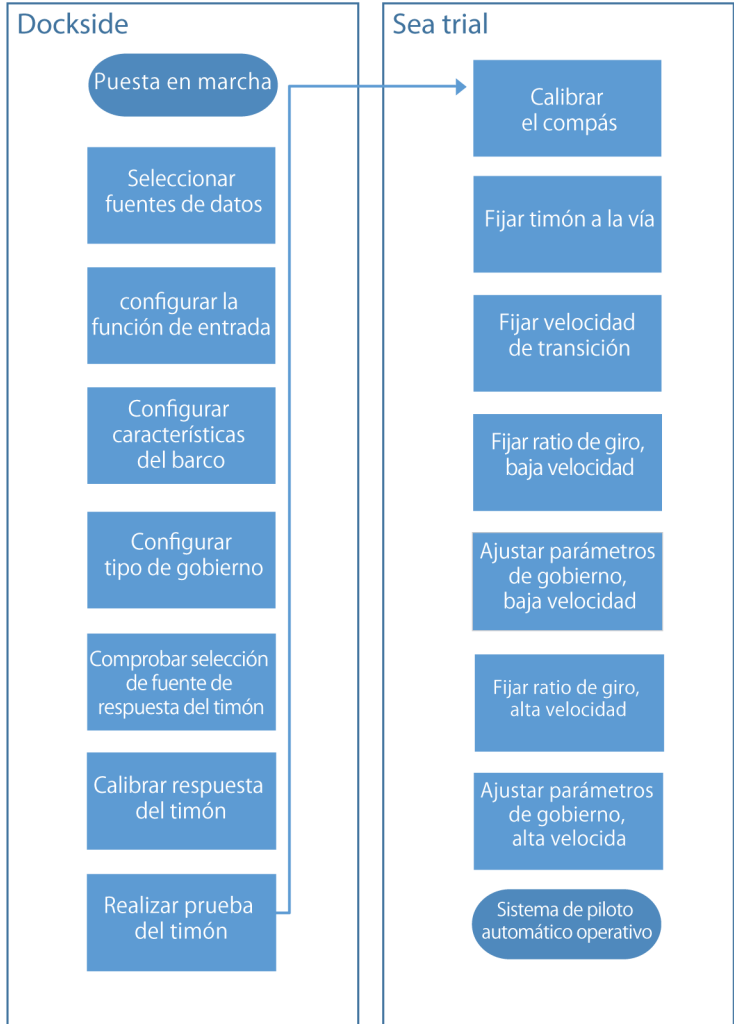 Dockside
Puesta en marcha
Seleccionar
fuentes de datos
configurar la
función de entrada
Configurar
características
del barco
Configurar
tipo de gobierno
Comprobar selección
de fuente de
respuesta del timón
Calibrar respuesta
del timón
Realizar prueba
del timón
Sea trial
Calibrar
el compás
Fijar timón a la vía
Fijar velocidad
de transición
Fijar ratio de giro,
baja velocidad
Ajustar parámetros
de gobierno,
baja velocidad
Fijar ratio de giro,
alta velocidad
Ajustar parámetros
de gobierno,
alta velocida
Sistema de piloto
automático operativo